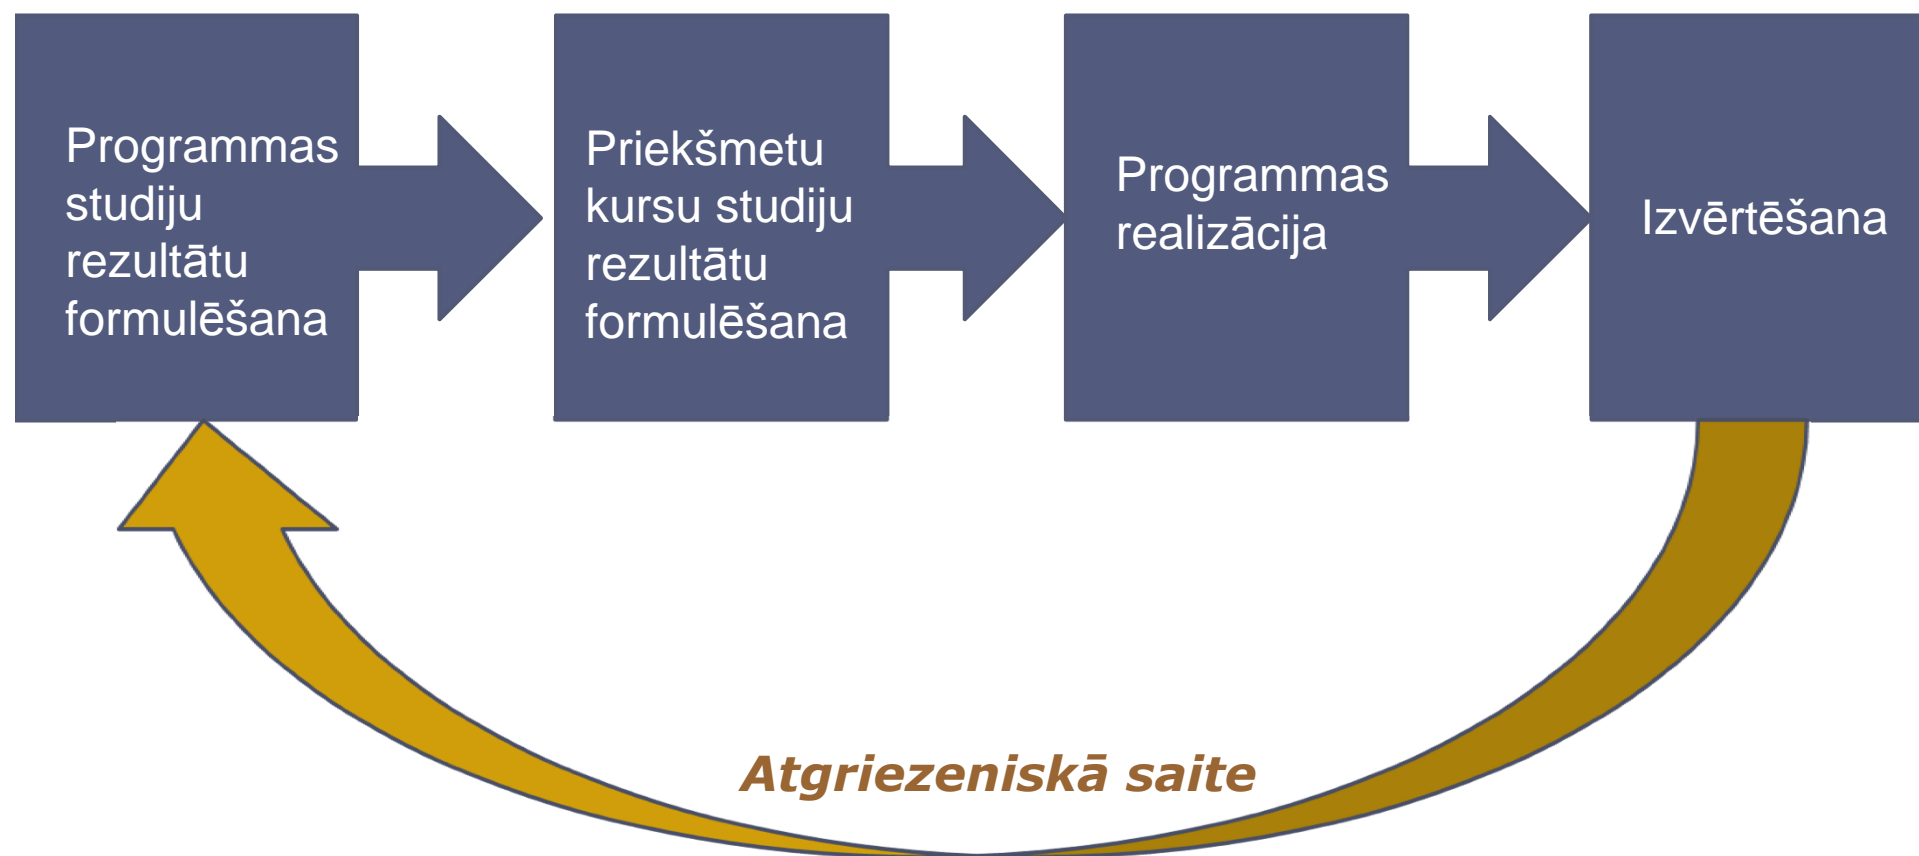 Programmas
studiju
rezultātu
formulēšana
Priekšmetu
kursu studiju
rezultātu
formulēšana
Programmas
realizācija
Izvērtēšana
Atgriezeniskā saite